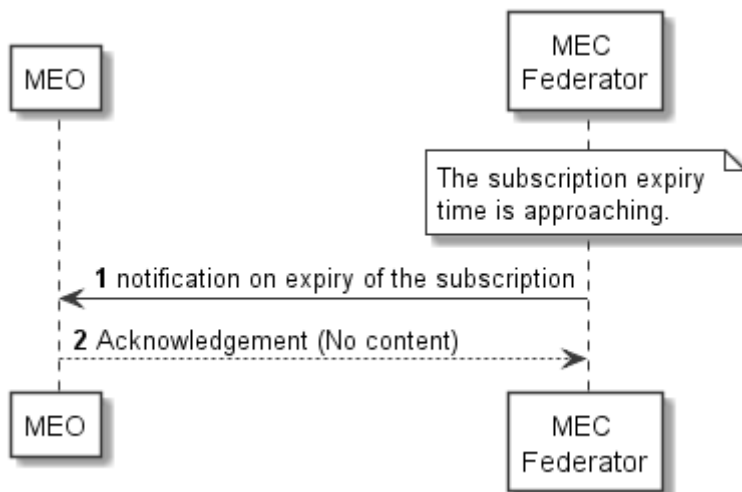 MEO
MEC
Federator
The subscription expiry
time is approaching.
1 notification on expiry of the subscription
2 Acknowledgement (No content)
MEO
MEC
Federator